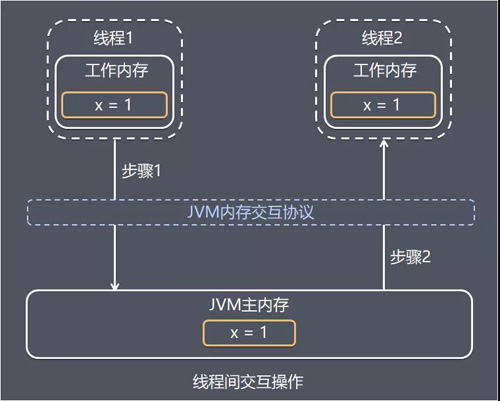 线程1
线程2
工作内存
工作内存
x = 1
x = 1
步骤1
JVM内存交互协议
步骤2
JVM主内存
x = 1
线程间交互操作